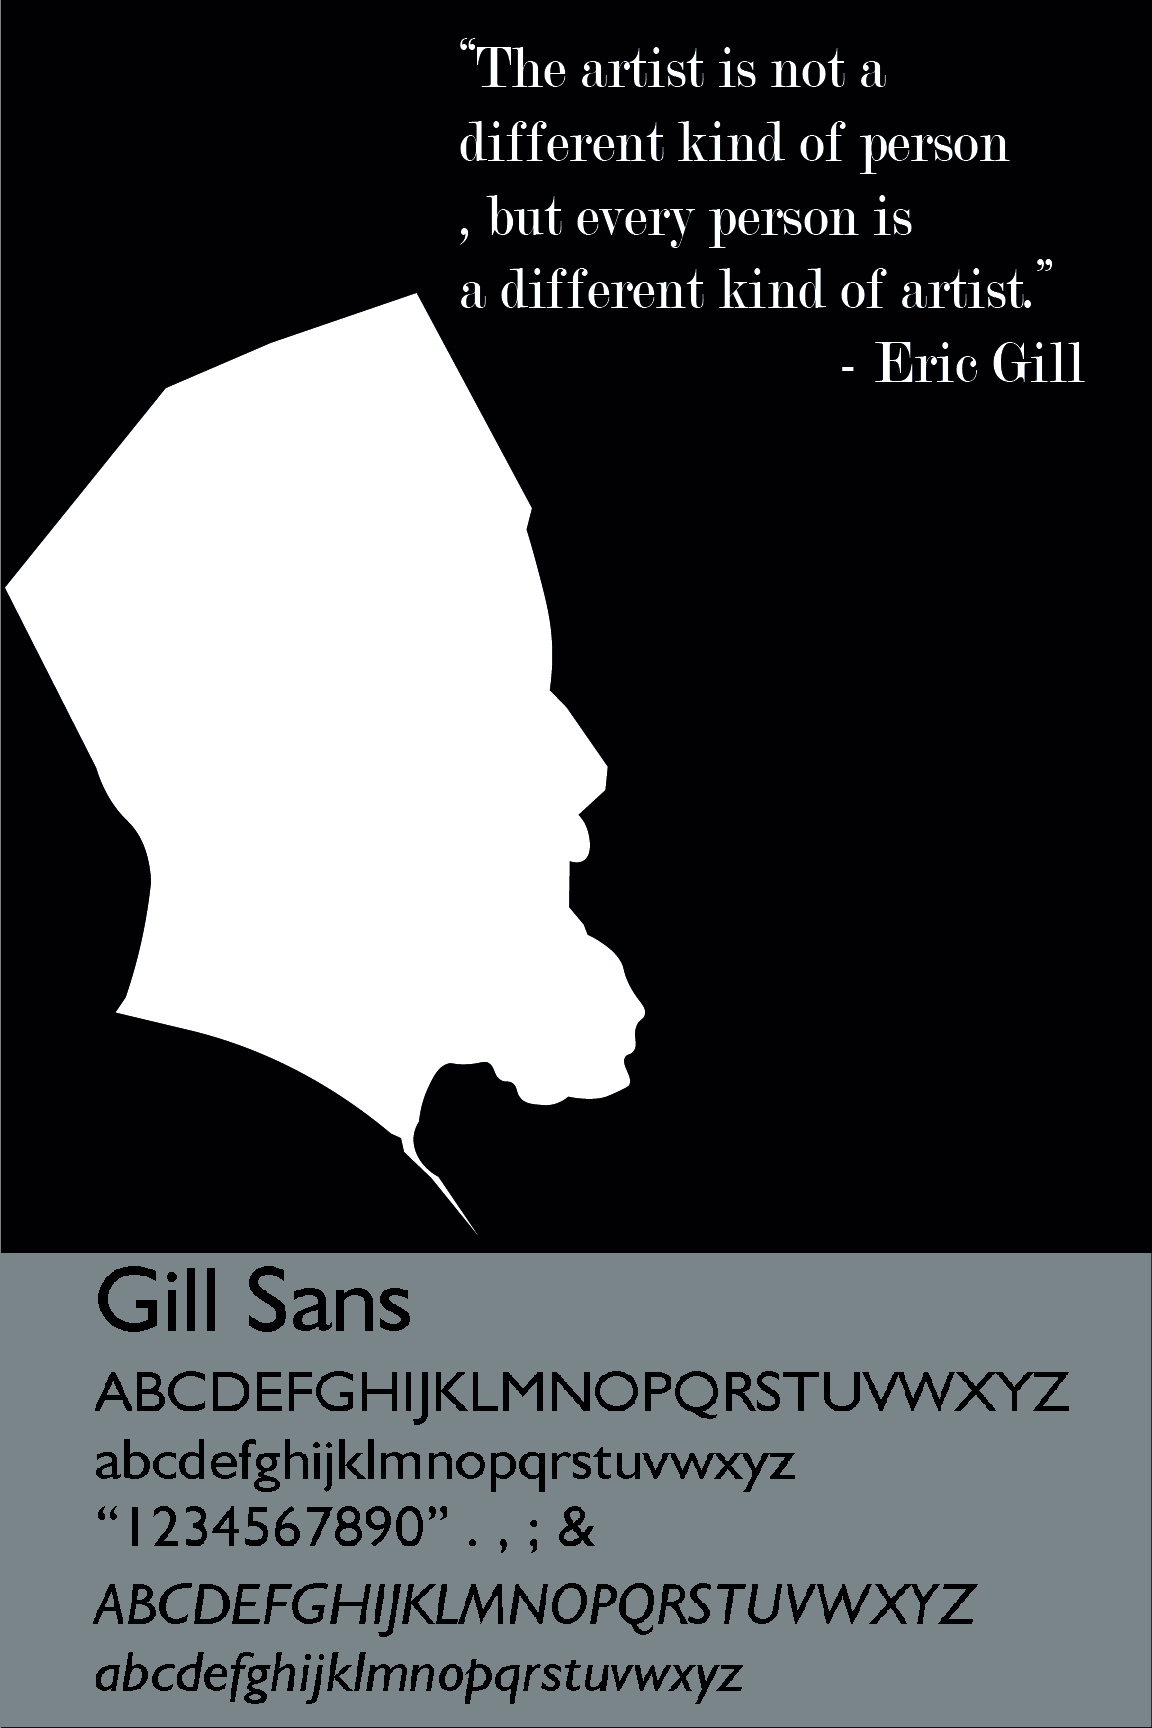 “The artist is not a
different kind of person
, but every person is
a different kind of artist.”
- Eric Gill
Gill Sans
ABCDEFGHIJKLMNOPQRSTUVWXYZ
abcdefghijklmnopqrstuvwxyz
“1234567890” . , ; &
ABCDEFGHIJKLMNOPQRSTUVWXYZ
abcdefghijklmnopqrstuvwxyz